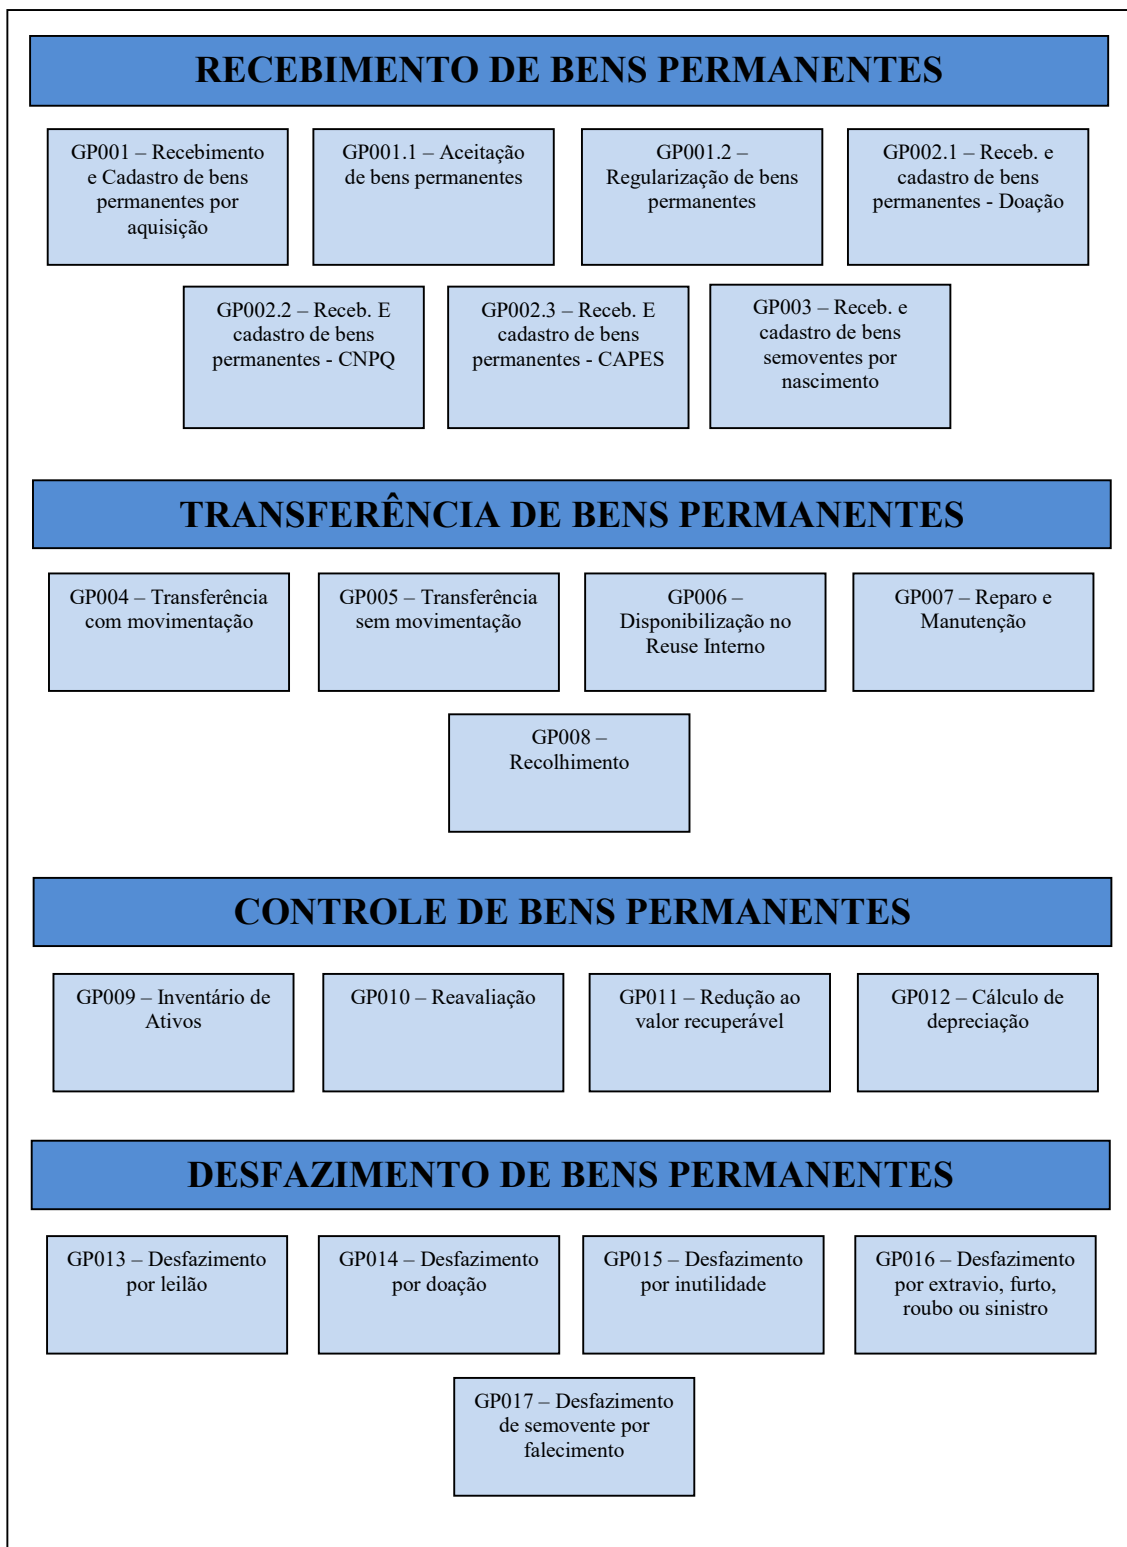 RECEBIMENTO DE BENS PERMANENTES
GP001 – Recebimento
e Cadastro de bens
permanentes por
aquisição
GP001.1 – Aceitação
de bens permanentes
GP001.2 –
Regularização de bens
permanentes
GP002.1 – Receb. e
cadastro de bens
permanentes - Doação
GP002.2 – Receb. E
cadastro de bens
permanentes - CNPQ
GP002.3 – Receb. E
cadastro de bens
permanentes - CAPES
GP003 – Receb. e
cadastro de bens
semoventes por
nascimento
TRANSFERÊNCIA DE BENS PERMANENTES
GP004 – Transferência
com movimentação
GP005 – Transferência
sem movimentação
GP006 –
Disponibilização no
Reuse Interno
GP007 – Reparo e
Manutenção
GP008 –
Recolhimento
CONTROLE DE BENS PERMANENTES
GP009 – Inventário de
Ativos
GP010 – Reavaliação
GP011 – Redução ao
valor recuperável
GP012 – Cálculo de
depreciação
DESFAZIMENTO DE BENS PERMANENTES
GP013 – Desfazimento
por leilão
GP014 – Desfazimento
por doação
GP015 – Desfazimento
por inutilidade
GP016 – Desfazimento
por extravio, furto,
roubo ou sinistro
GP017 – Desfazimento
de semovente por
falecimento